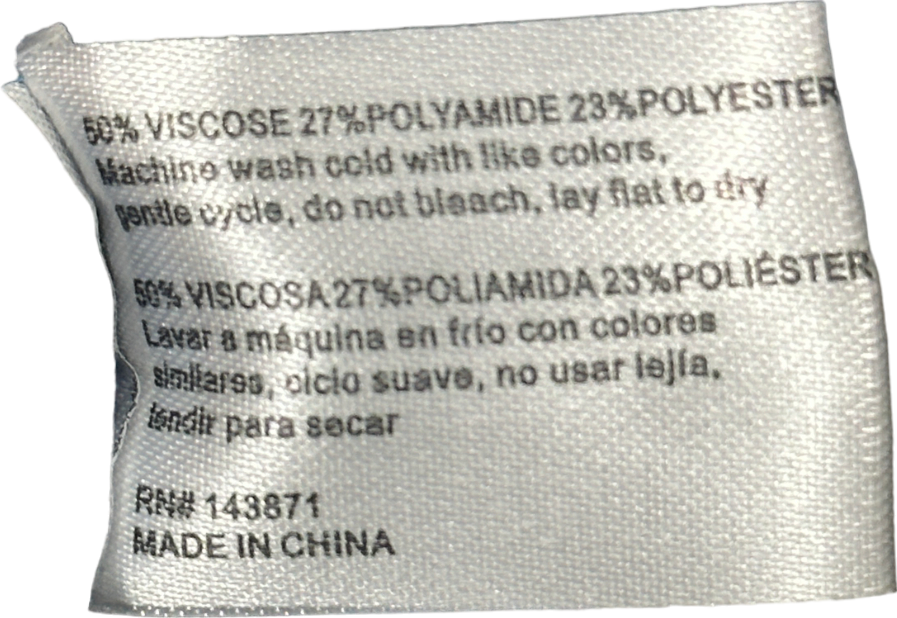 50% VISCOSE 27%POLYAMIDE 23%POLYESTER
Machine wash cold with like colors,
gentle cycle, do not bleach, lay flat to dry
50% VISCOSA 27%POLIAMIDA 23%POLIÉSTER
Lavar a máquina en frío con colores
similares, ciclo suave, no usar lejía,
tendir para secar
RN# 143871
MADE IN CHINA